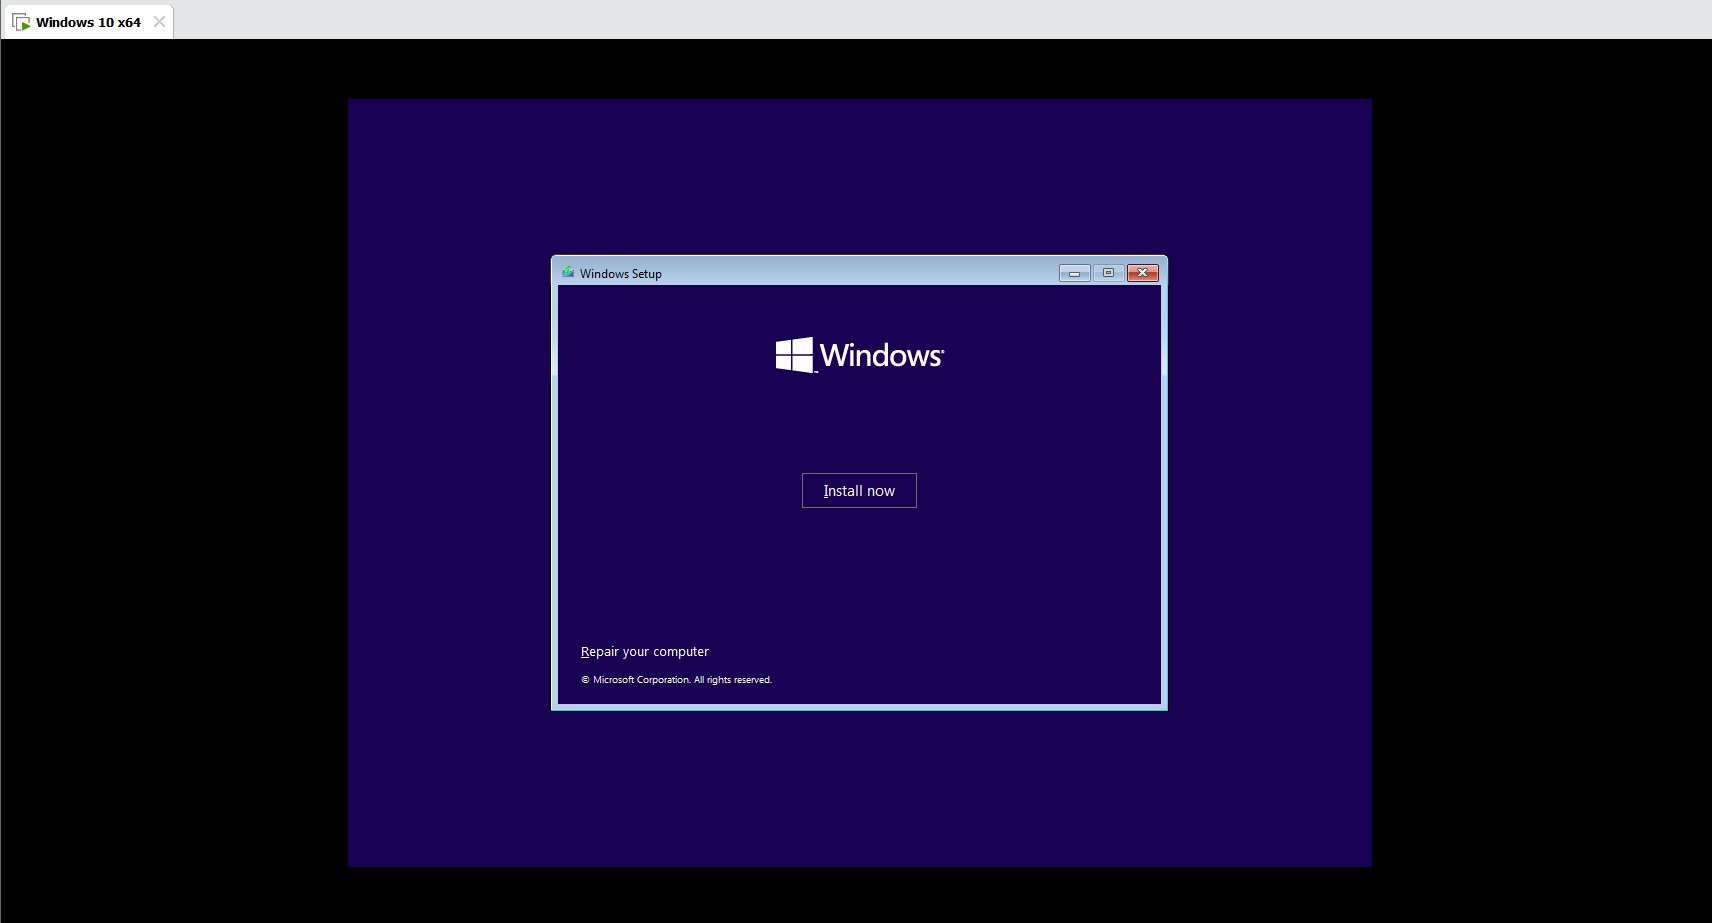 Windows 10 x64
Windows Setup
Windows
Install now
Repair your computer
© Microsoft Corporation. All rights reserved.